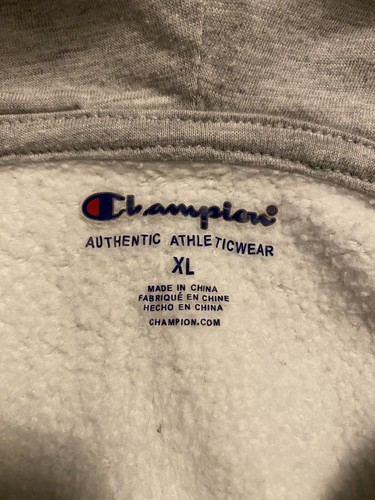 Champion®
AUTHENTIC ATHLETICWEAR
XL
MADE IN CHINA
FABRIQUÉ EN CHINE
HECHO EN CHINA
CHAMPION.COM